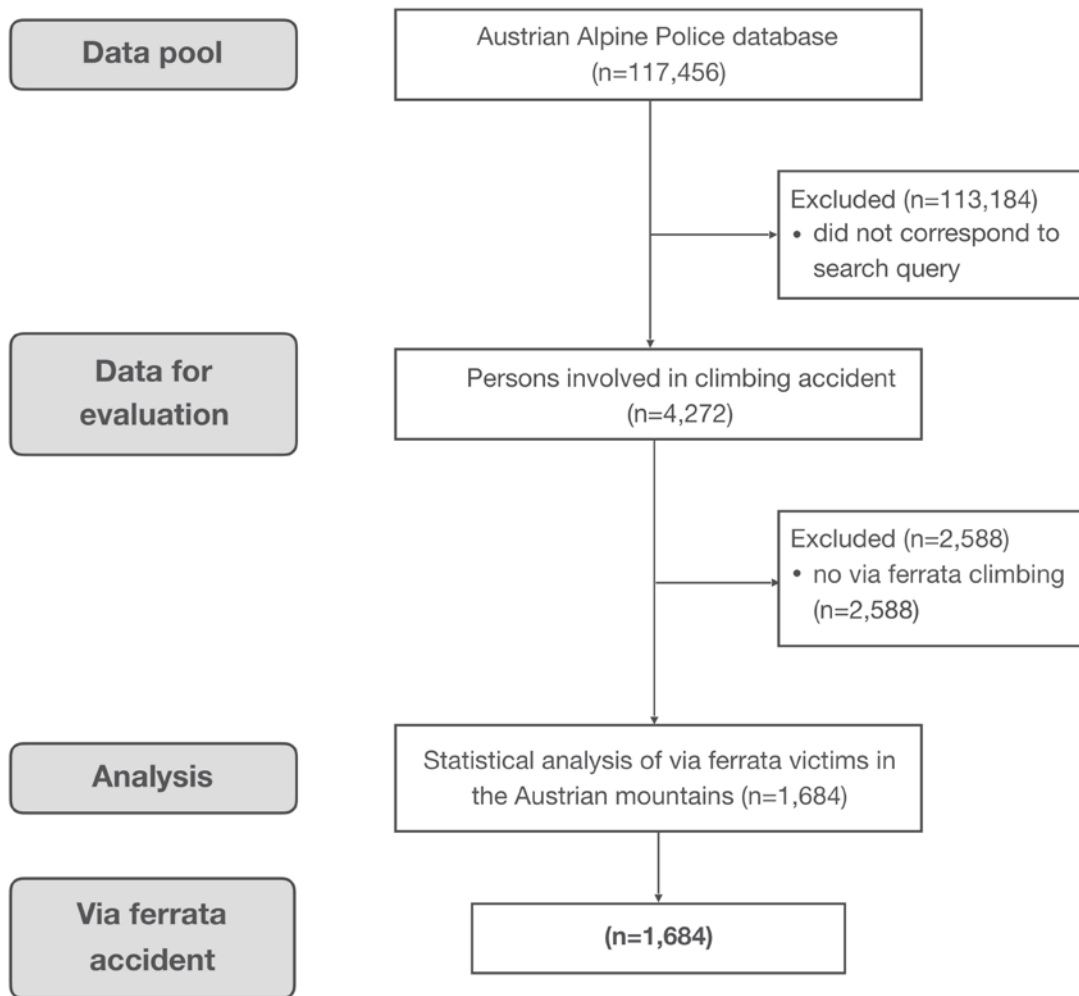 Data pool
Austrian Alpine Police database
(n=117,456)
Excluded (n=113,184)
• did not correspond to
search query
Data for
evaluation
Persons involved in climbing accident
(n=4,272)
Excluded (n=2,588)
• no via ferrata climbing
(n=2,588)
Analysis
Statistical analysis of via ferrata victims in
the Austrian mountains (n=1,684)
Via ferrata
accident
(n=1,684)